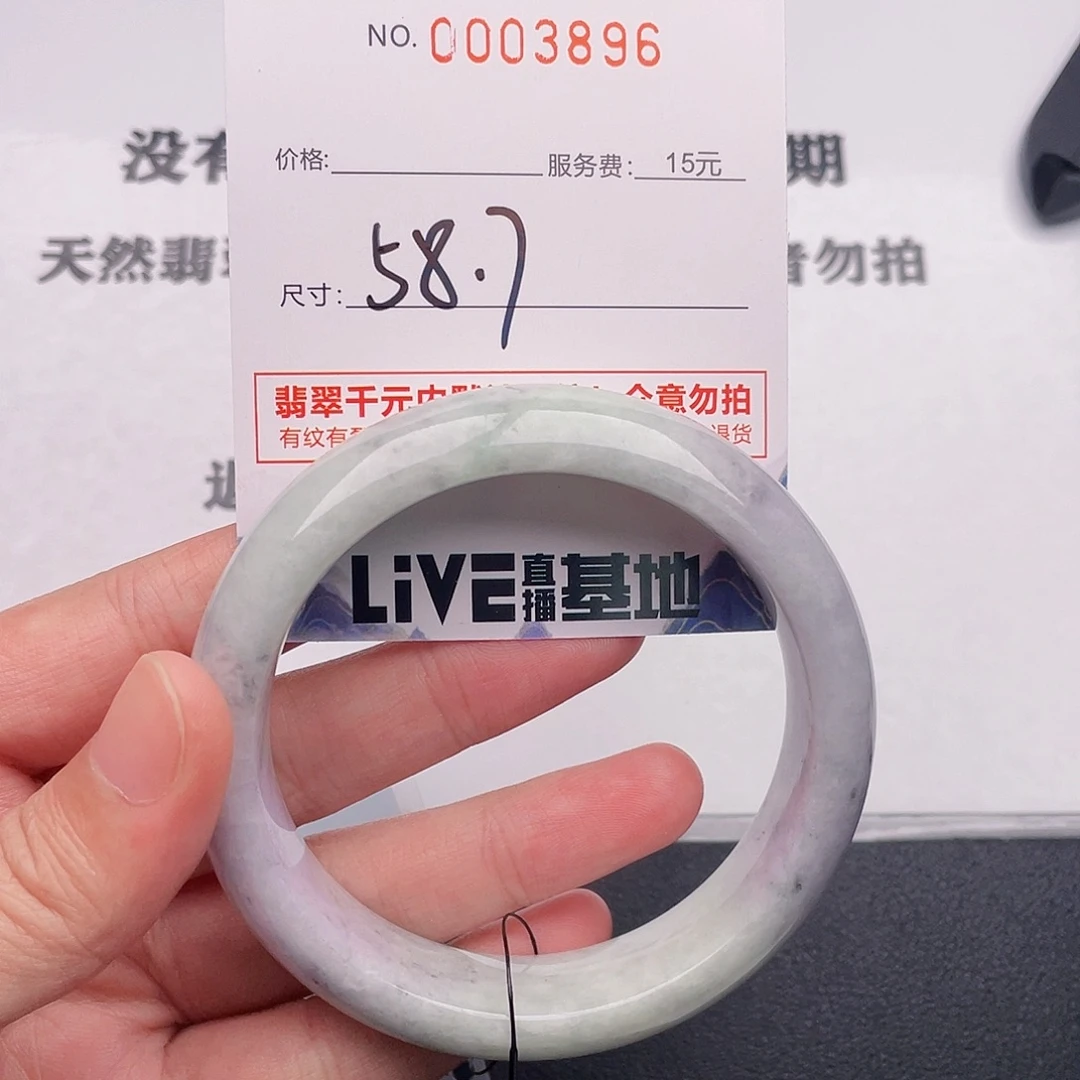 NO. 0003896
没有 期
价格: 服务费: 15元
天然翡 勿拍
尺寸: 58.7
翡翠千元内 介意勿拍
有纹有 退货
LiVE直播基地